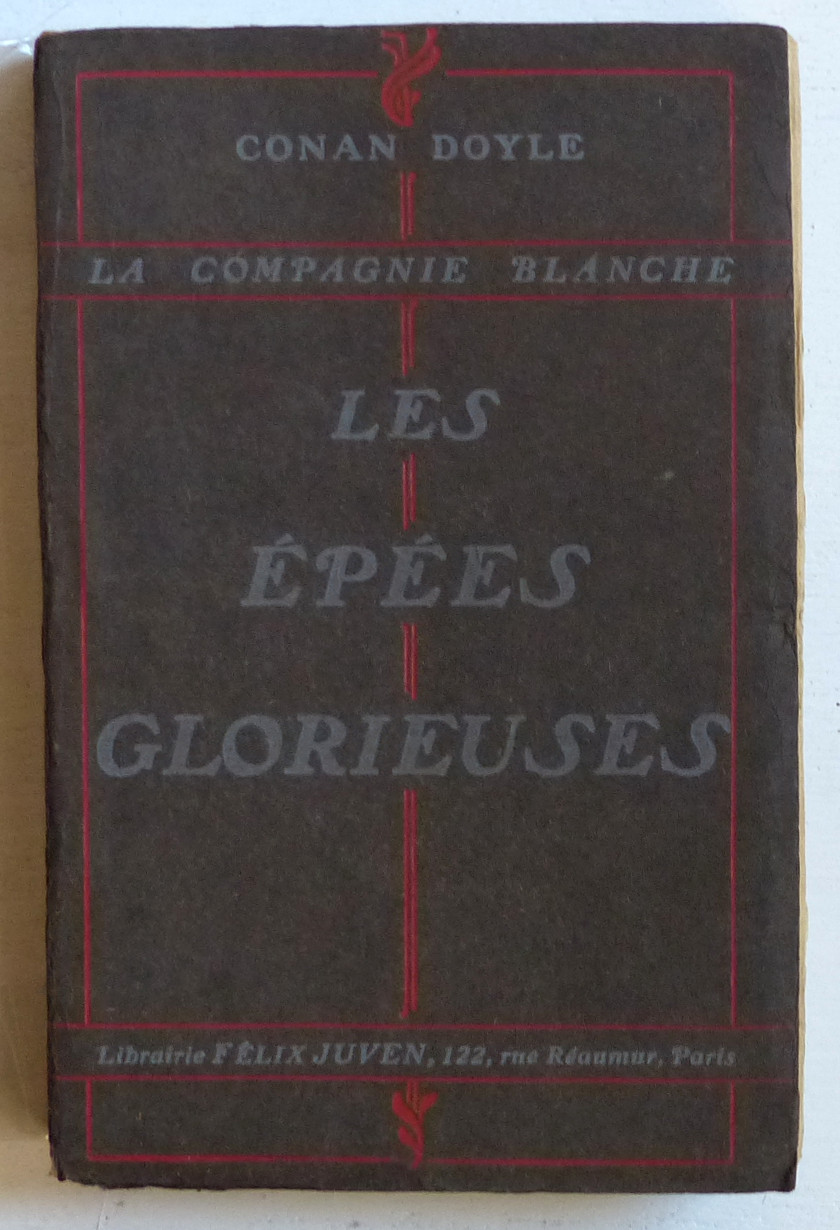 CONAN DOYLE
LA COMPAGNIE BLANCHE
LES
ÉPÉES
GLORIEUSES
Librairie FÉLIX JUVEN, 122, rue Réaumur, Paris